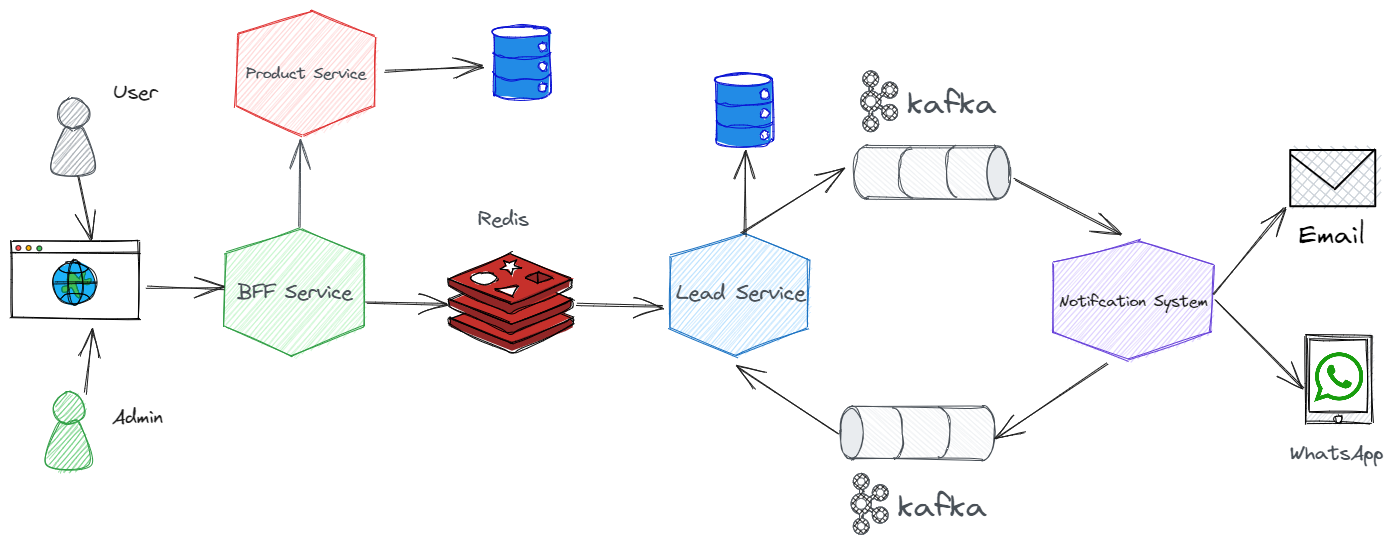 User
Product Service
kafka
Redis
Email
BFF Service
Lead Service
Notifcation System
Admin
WhatsApp
kafka